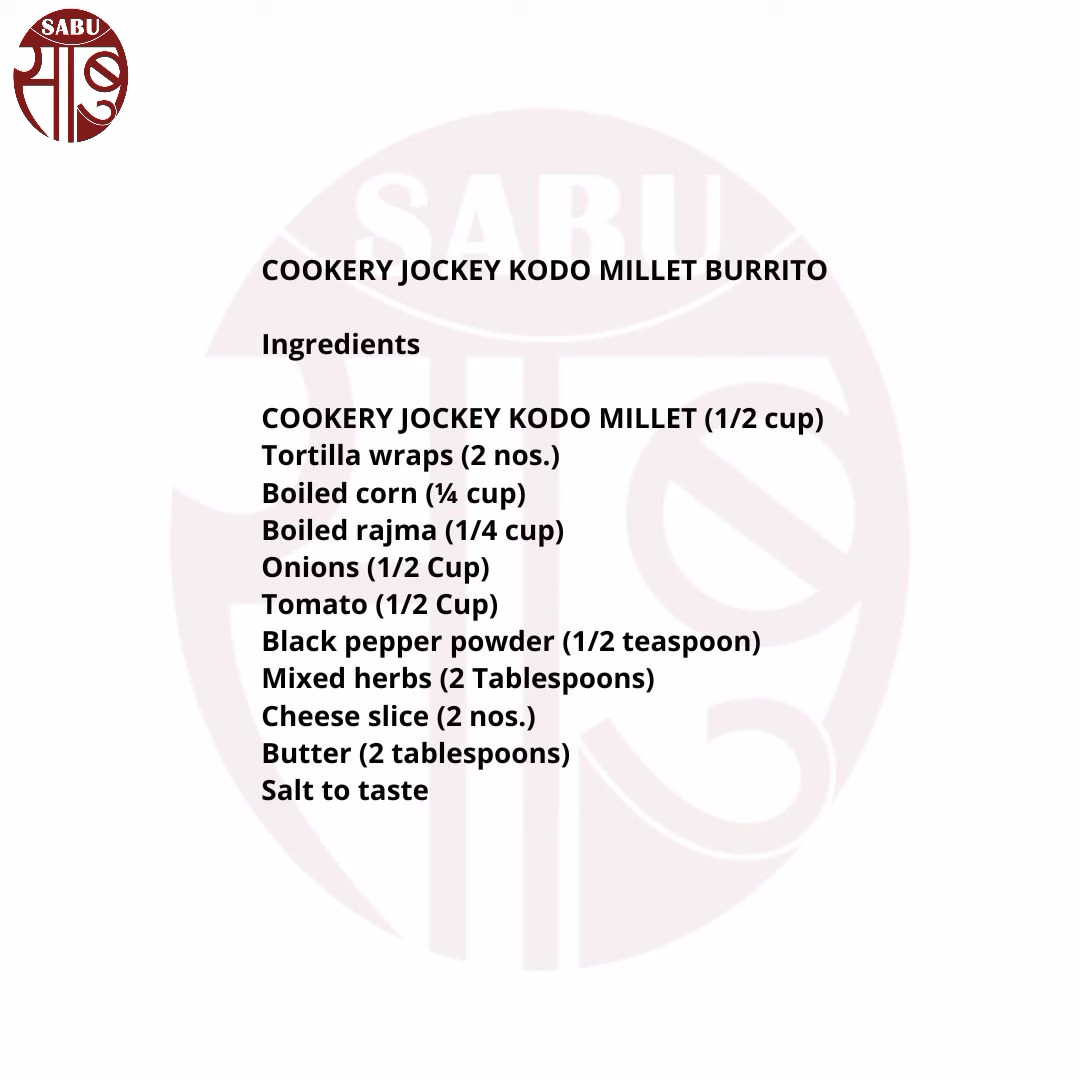 SABU
साबु
COOKERY JOCKEY KODO MILLET BURRITO
Ingredients
COOKERY JOCKEY KODO MILLET (1/2 cup)
Tortilla wraps (2 nos.)
Boiled corn (¼ cup)
Boiled rajma (1/4 cup)
Onions (1/2 Cup)
Tomato (1/2 Cup)
Black pepper powder (1/2 teaspoon)
Mixed herbs (2 Tablespoons)
Cheese slice (2 nos.)
Butter (2 tablespoons)
Salt to taste
SABU
साबु